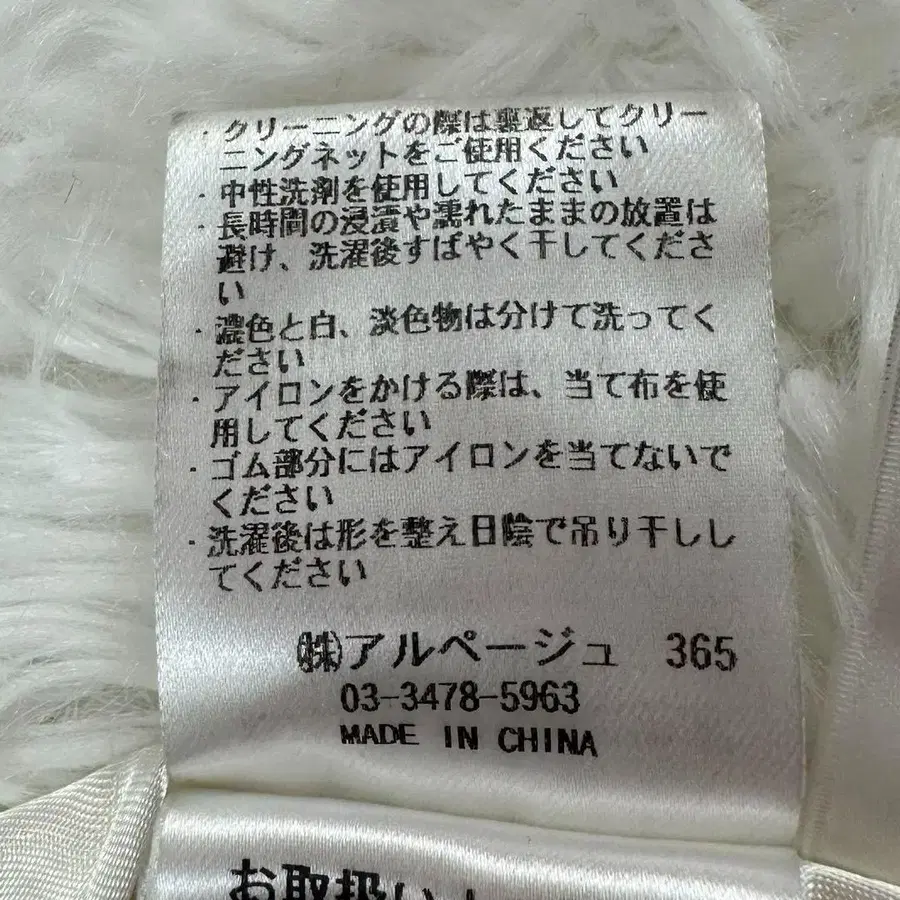 ・クリーニングの際は裏返してクリー
ニングネットをご使用ください
・中性洗剤を使用してください
・長時間の浸漬や濡れたままの放置は
避け、洗濯後すばやく干してくださ
い
・濃色と白、淡色物は分けて洗ってく
ださい
・アイロンをかける際は、当て布を使
用してください
・ゴム部分にはアイロンを当てないで
ください
・洗濯後は形を整え日陰で吊り干しし
てください
㈱アルページュ 365
03-3478-5963
MADE IN CHINA
お取扱い